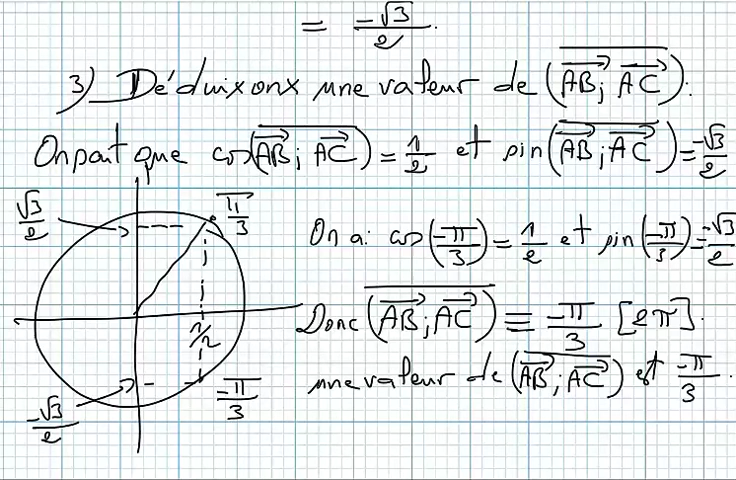 = -√3/2.
3) Déduisons une valeur de (AB; AC).
On sait que cos(AB; AC) = 1/2 et sin(AB; AC) = -√3/2
√3/2
π/3
On a: cos(-π/3) = 1/2 et sin(-π/3) = -√3/2
1/2
Donc (AB; AC) ≡ -π/3 [2π].
une valeur de (AB; AC) est -π/3.
-√3/2
-π/3